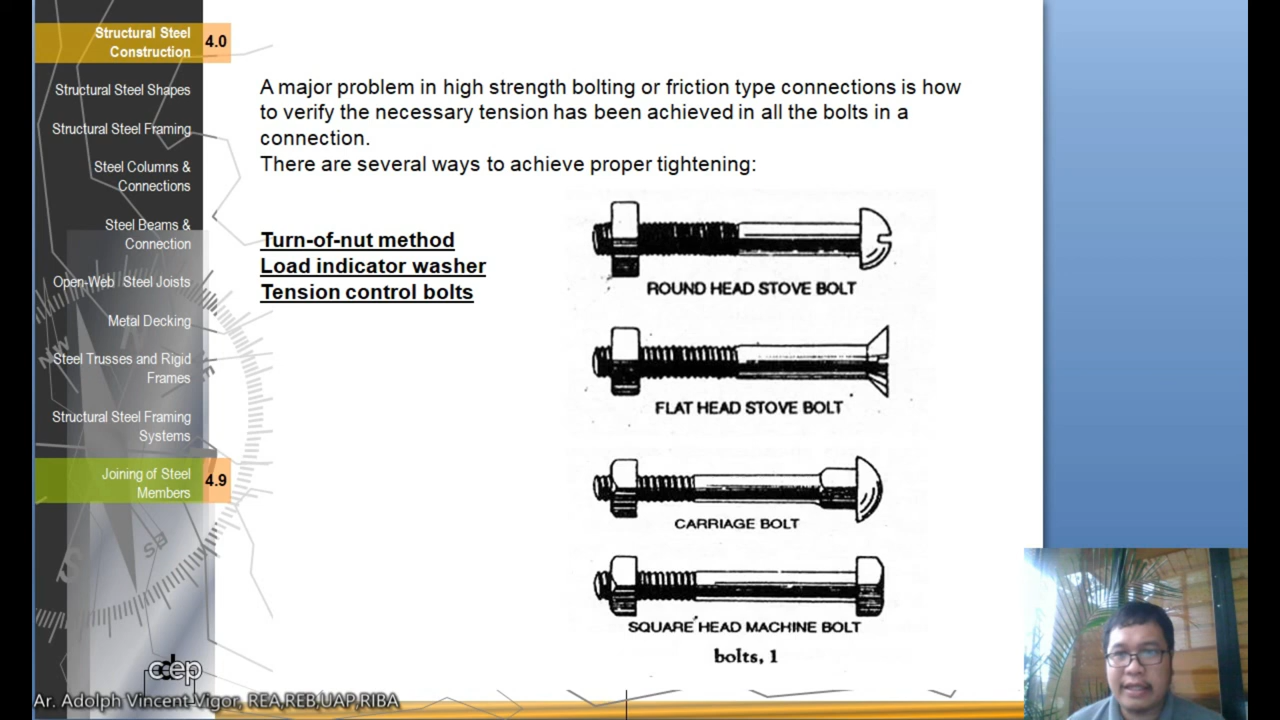 Structural Steel
Construction
4.0
Structural Steel Shapes
Structural Steel Framing
Steel Columns &
Connections
Steel Beams &
Connection
Open-Web Steel Joists
Metal Decking
Steel Trusses and Rigid
Frames
Structural Steel Framing
Systems
Joining of Steel
Members
4.9
A major problem in high strength bolting or friction type connections is how
to verify the necessary tension has been achieved in all the bolts in a
connection.
There are several ways to achieve proper tightening:
Turn-of-nut method
Load indicator washer
Tension control bolts
ROUND HEAD STOVE BOLT
FLAT HEAD STOVE BOLT
CARRIAGE BOLT
SQUARE HEAD MACHINE BOLT
bolts, 1
NW
S
SE
cdep
Ar. Adolph Vincent Vigor, REA,REB,UAP,RIBA